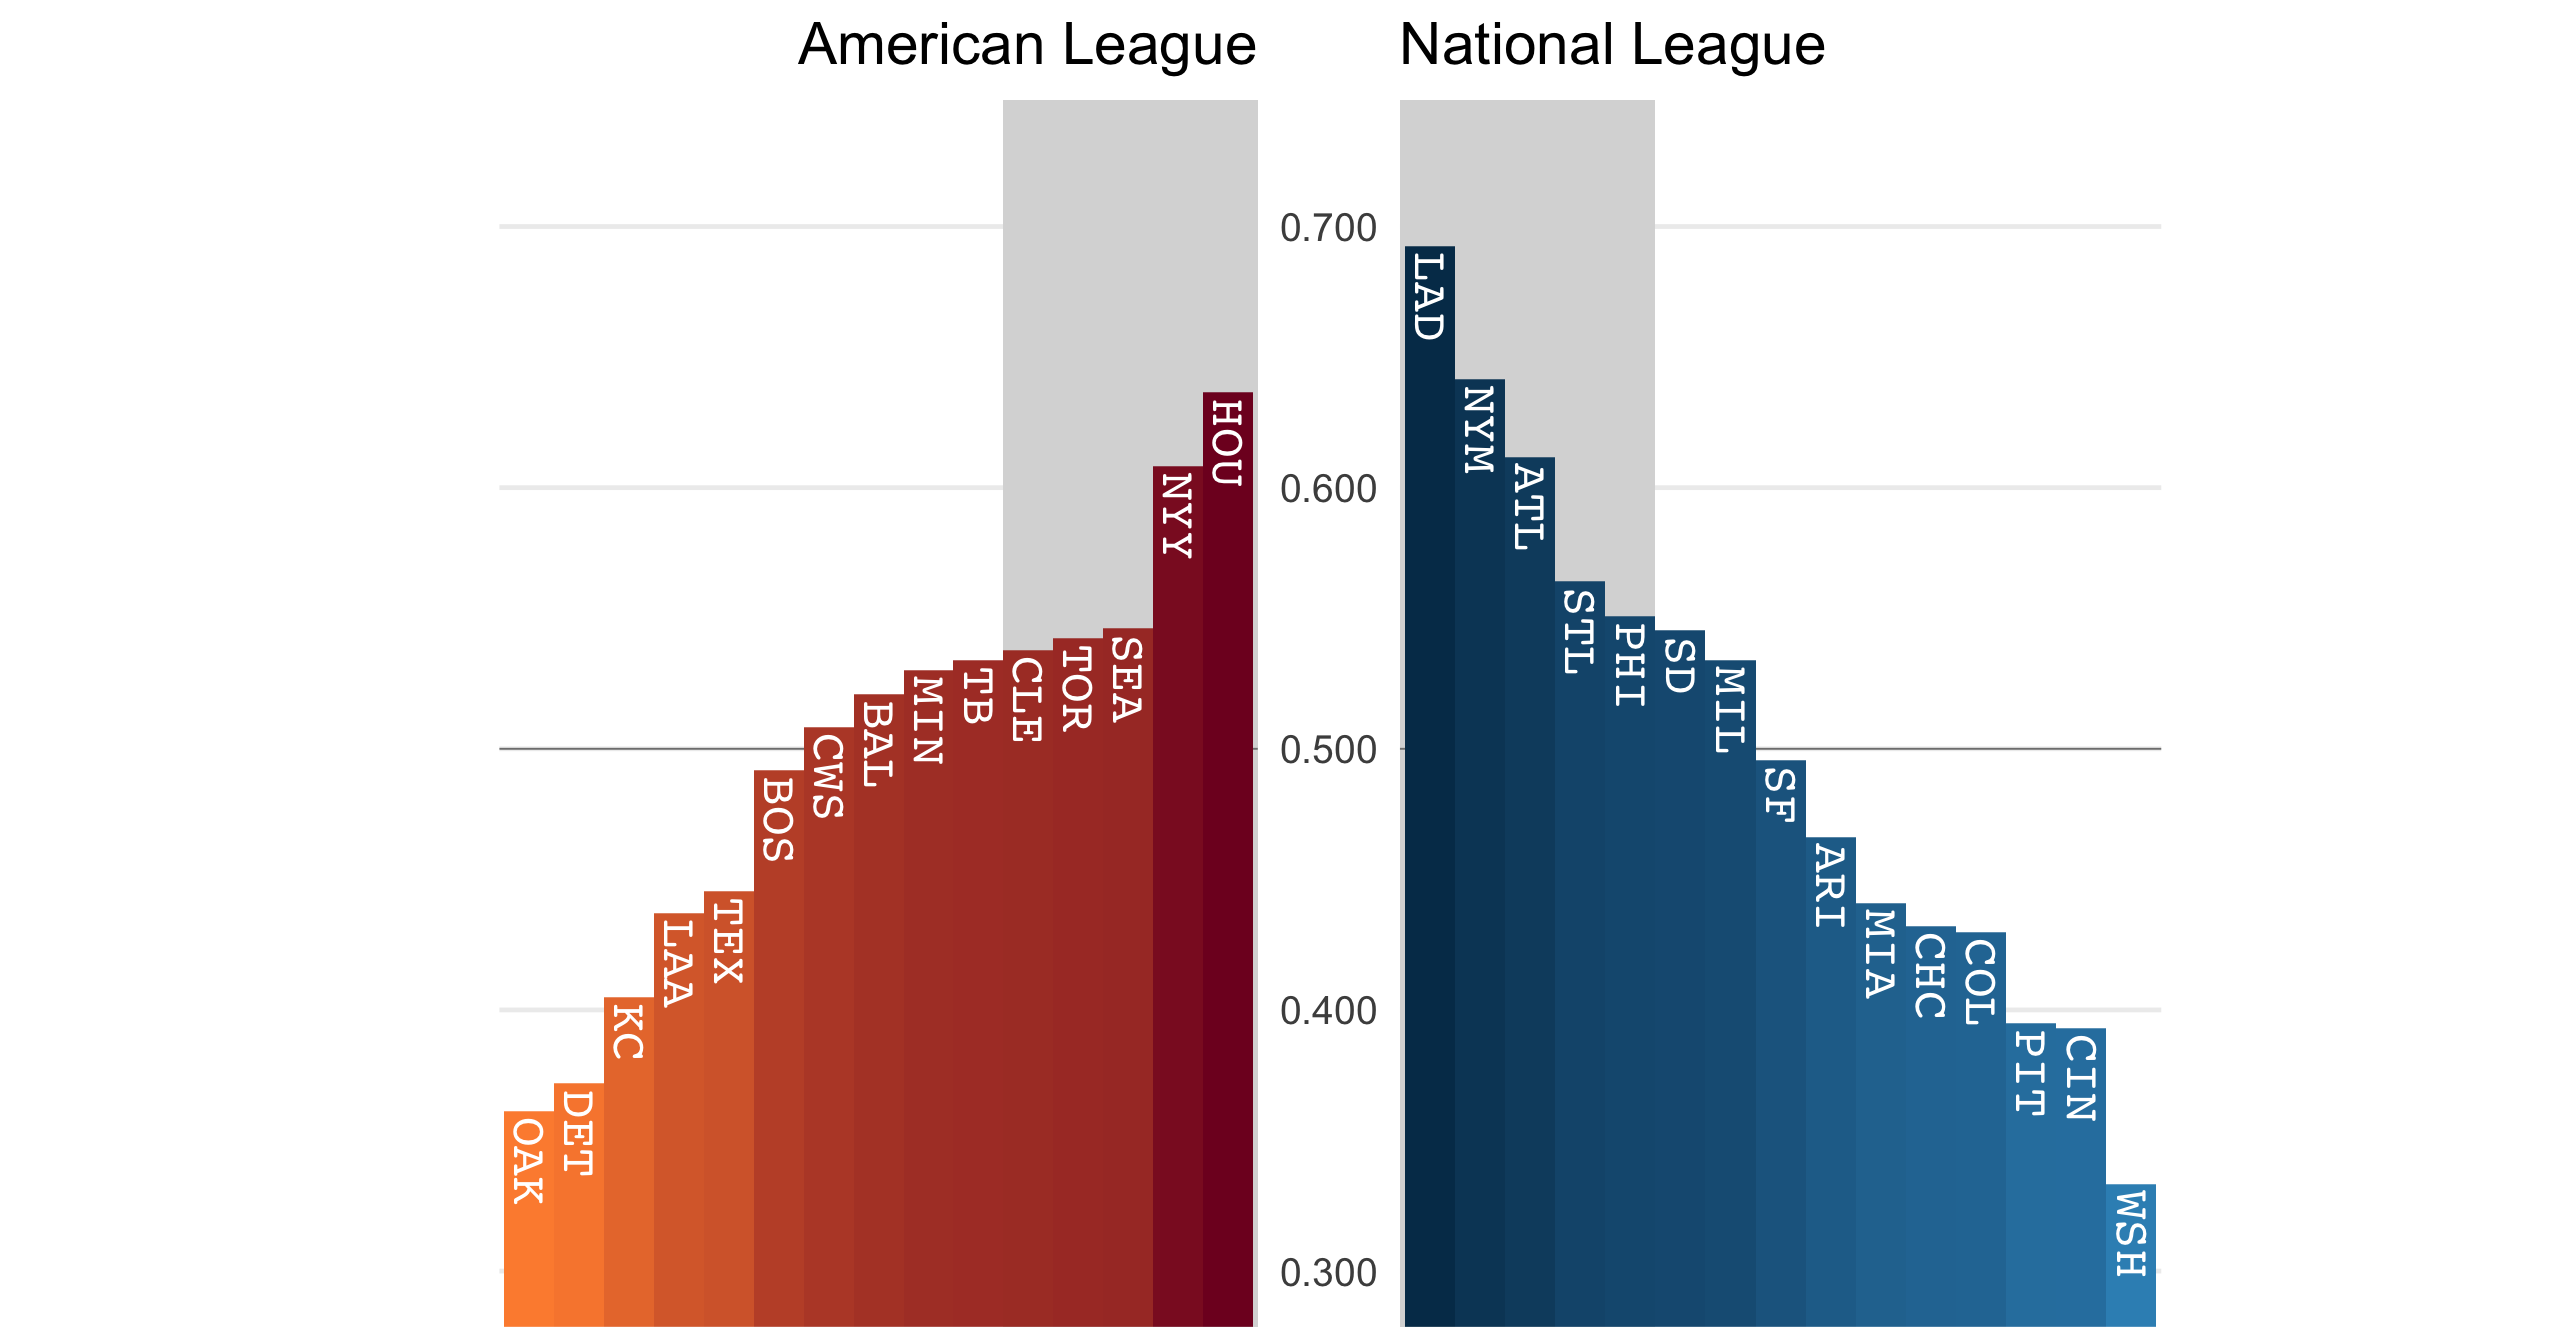 American League
National League
0.700
0.600
0.500
0.400
0.300
OAK
DET
KC
LAA
TEX
BOS
CWS
BAL
MIN
TB
CLE
TOR
SEA
NYY
HOU
LAD
NYM
ATL
STL
PHI
SD
MIL
SF
ARI
MIA
CHC
COL
PIT
CIN
WSH